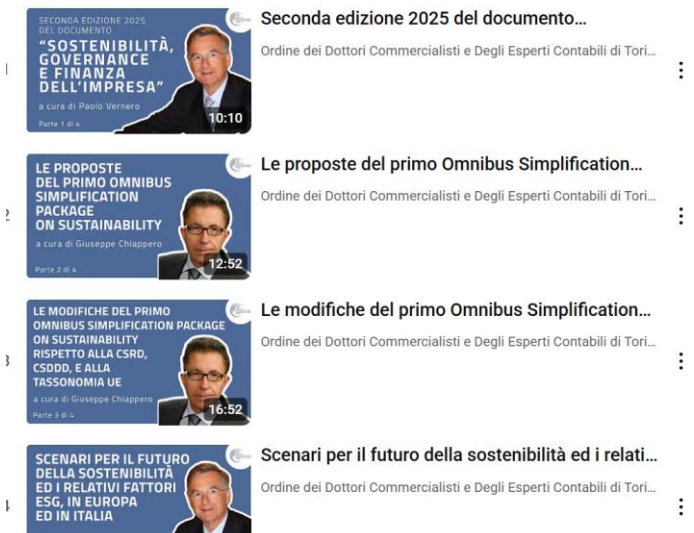 SECONDA EDIZIONE 2025
DEL DOCUMENTO
“SOSTENIBILITÀ,
GOVERNANCE
E FINANZA
DELL’IMPRESA”
a cura di Paolo Vernero
Parte 1 di 4
10:10
Seconda edizione 2025 del documento...
Ordine dei Dottori Commercialisti e Degli Esperti Contabili di Tori...
LE PROPOSTE
DEL PRIMO OMNIBUS
SIMPLIFICATION
PACKAGE
ON SUSTAINABILITY
a cura di Giuseppe Chiappero
Parte 2 di 4
12:52
Le proposte del primo Omnibus Simplification...
Ordine dei Dottori Commercialisti e Degli Esperti Contabili di Tori...
LE MODIFICHE DEL PRIMO
OMNIBUS SIMPLIFICATION PACKAGE
ON SUSTAINABILITY
RISPETTO ALLA CSRD,
CSDDD, E ALLA
TASSONOMIA UE
a cura di Giuseppe Chiappero
Parte 3 di 4
16:52
Le modifiche del primo Omnibus Simplification...
Ordine dei Dottori Commercialisti e Degli Esperti Contabili di Tori...
SCENARI PER IL FUTURO
DELLA SOSTENIBILITÀ
ED I RELATIVI FATTORI
ESG, IN EUROPA
ED IN ITALIA
Scenari per il futuro della sostenibilità ed i relati...
Ordine dei Dottori Commercialisti e Degli Esperti Contabili di Tori...